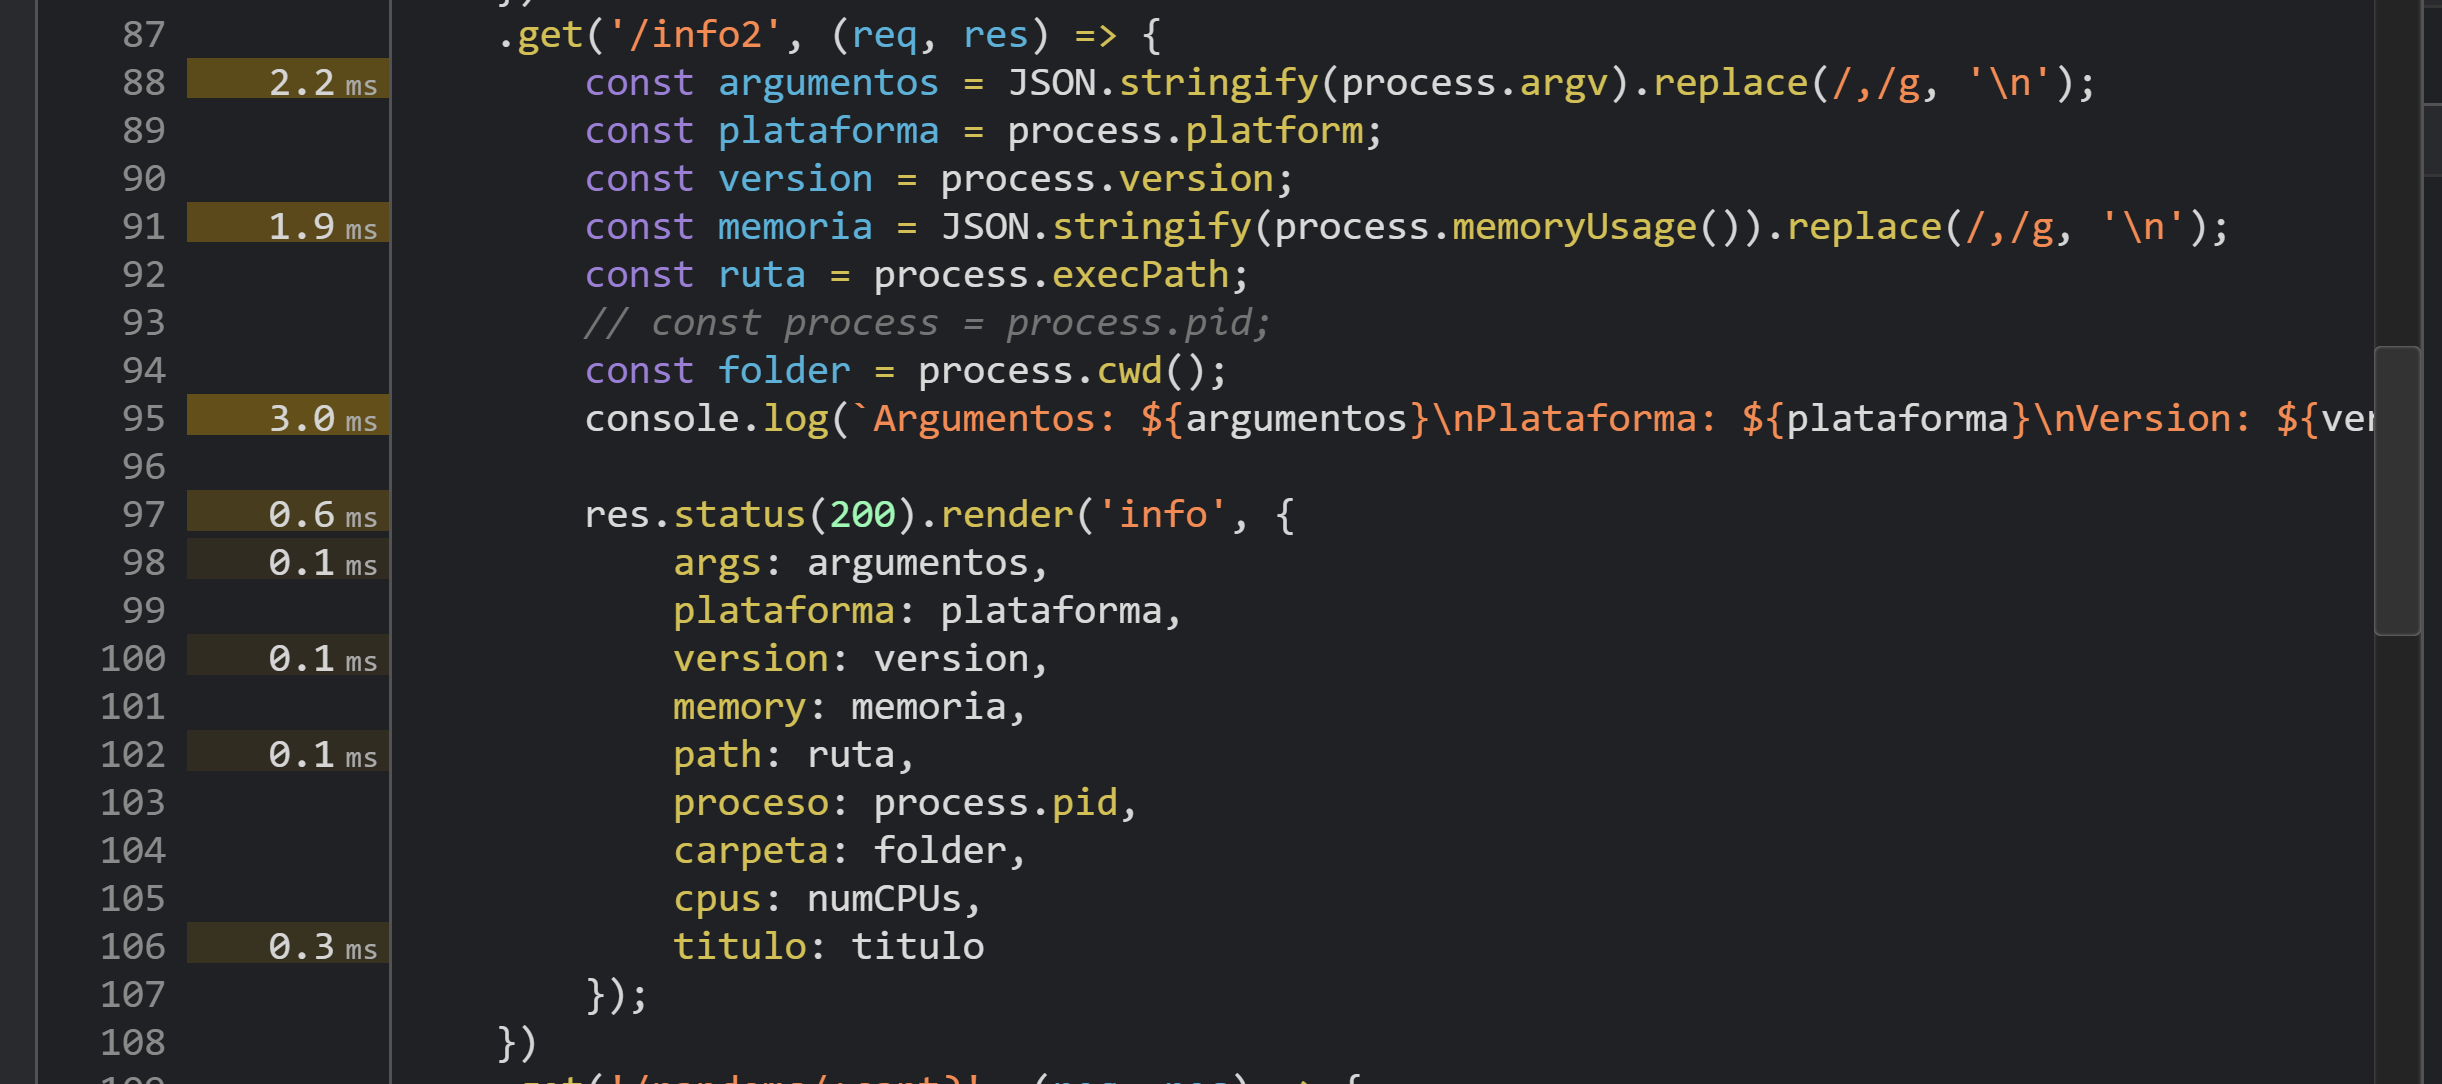 87 .get('/info2', (req, res) => {
88 2.2 ms const argumentos = JSON.stringify(process.argv).replace(/,/g, '\n');
89 const plataforma = process.platform;
90 const version = process.version;
91 1.9 ms const memoria = JSON.stringify(process.memoryUsage()).replace(/,/g, '\n');
92 const ruta = process.execPath;
93 // const process = process.pid;
94 const folder = process.cwd();
95 3.0 ms console.log(`Argumentos: ${argumentos}\nPlataforma: ${plataforma}\nVersion: ${ver
96
97 0.6 ms res.status(200).render('info', {
98 0.1 ms args: argumentos,
99 plataforma: plataforma,
100 0.1 ms version: version,
101 memory: memoria,
102 0.1 ms path: ruta,
103 proceso: process.pid,
104 carpeta: folder,
105 cpus: numCPUs,
106 0.3 ms titulo: titulo
107 });
108 })